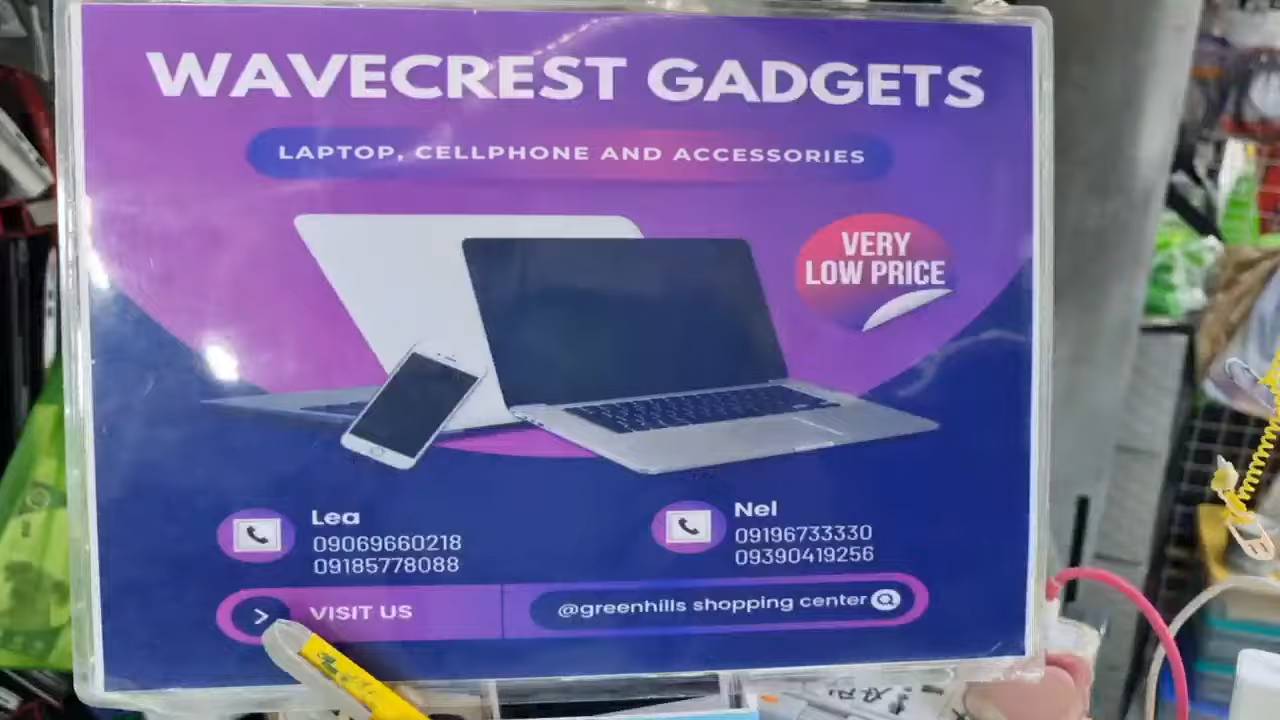 WAVECREST GADGETS
LAPTOP, CELLPHONE AND ACCESSORIES
VERY
LOW PRICE
Lea
09069660218
09185778088
Nel
09196733330
09390419256
VISIT US
@greenhills shopping center